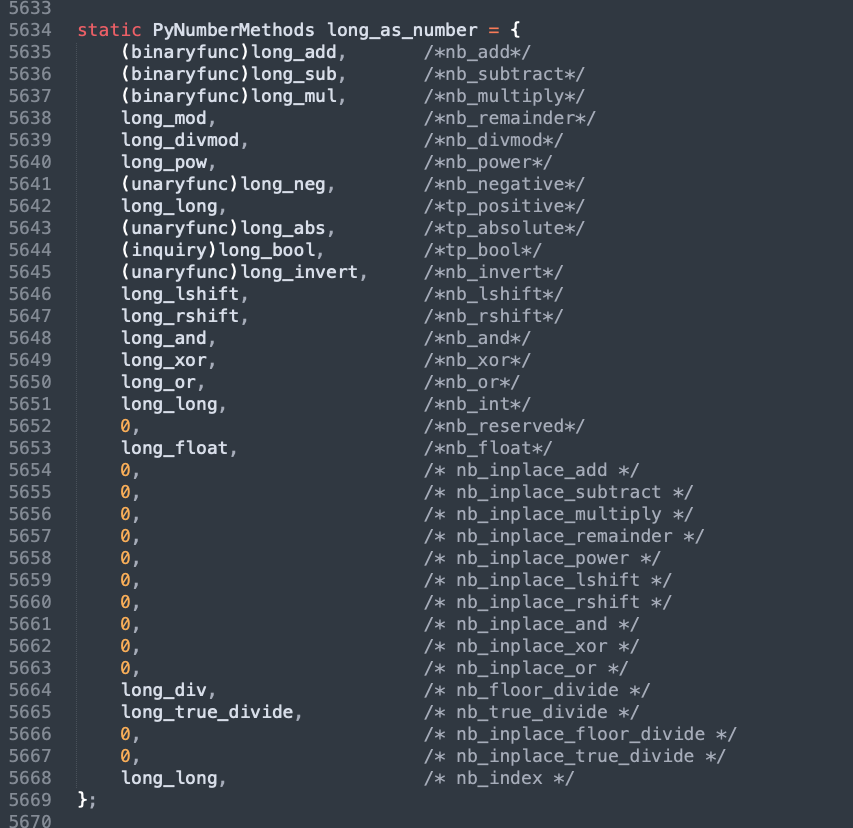 5633
5634 static PyNumberMethods long_as_number = {
5635     (binaryfunc)long_add,       /*nb_add*/
5636     (binaryfunc)long_sub,       /*nb_subtract*/
5637     (binaryfunc)long_mul,       /*nb_multiply*/
5638     long_mod,                   /*nb_remainder*/
5639     long_divmod,                /*nb_divmod*/
5640     long_pow,                   /*nb_power*/
5641     (unaryfunc)long_neg,        /*nb_negative*/
5642     long_long,                  /*tp_positive*/
5643     (unaryfunc)long_abs,        /*tp_absolute*/
5644     (inquiry)long_bool,         /*tp_bool*/
5645     (unaryfunc)long_invert,     /*nb_invert*/
5646     long_lshift,                /*nb_lshift*/
5647     long_rshift,                /*nb_rshift*/
5648     long_and,                   /*nb_and*/
5649     long_xor,                   /*nb_xor*/
5650     long_or,                    /*nb_or*/
5651     long_long,                  /*nb_int*/
5652     0,                          /*nb_reserved*/
5653     long_float,                 /*nb_float*/
5654     0,                          /* nb_inplace_add */
5655     0,                          /* nb_inplace_subtract */
5656     0,                          /* nb_inplace_multiply */
5657     0,                          /* nb_inplace_remainder */
5658     0,                          /* nb_inplace_power */
5659     0,                          /* nb_inplace_lshift */
5660     0,                          /* nb_inplace_rshift */
5661     0,                          /* nb_inplace_and */
5662     0,                          /* nb_inplace_xor */
5663     0,                          /* nb_inplace_or */
5664     long_div,                   /* nb_floor_divide */
5665     long_true_divide,           /* nb_true_divide */
5666     0,                          /* nb_inplace_floor_divide */
5667     0,                          /* nb_inplace_true_divide */
5668     long_long,                  /* nb_index */
5669 };
5670